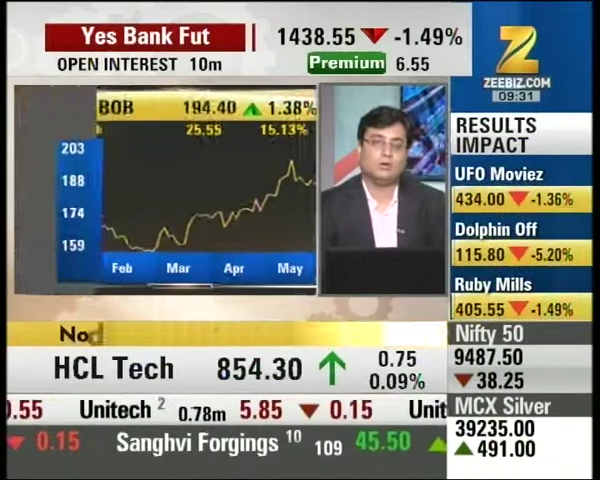 Yes Bank Fut
1438.55 -1.49%
OPEN INTEREST 10m
Premium 6.55
ZEEBIZ.COM
09:31
BOB 194.40 1.38%
25.55 15.13%
203
188
174
159
Feb Mar Apr May
RESULTS
IMPACT
UFO Moviez
434.00 -1.36%
Dolphin Off
115.80 -5.20%
Ruby Mills
405.55 -1.49%
Nifty 50
9487.50
38.25
MCX Silver
39235.00
491.00
HCL Tech 854.30 0.75
0.09%
0.55 Unitech 2 0.78m 5.85 0.15 Unit
0.15 Sanghvi Forgings 10 109 45.50